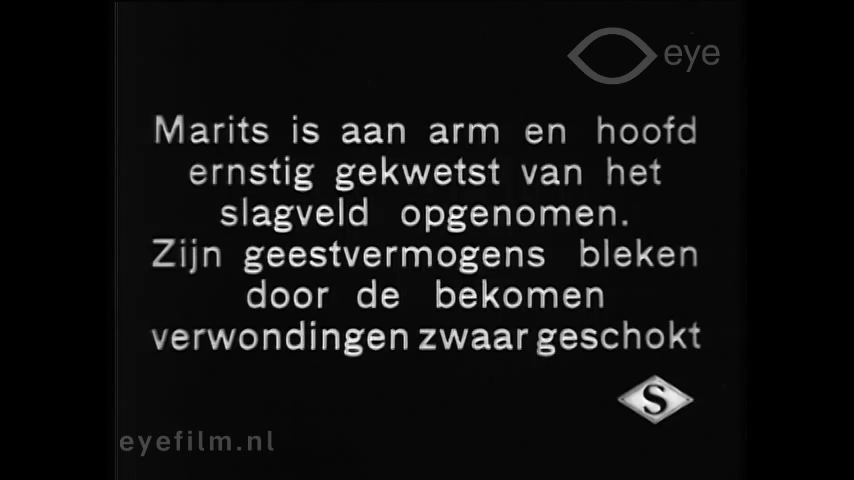 eye
Marits is aan arm en hoofd
ernstig gekwetst van het
slagveld opgenomen.
Zijn geestvermogens bleken
door de bekomen
verwondingen zwaar geschokt
S
eyefilm.nl